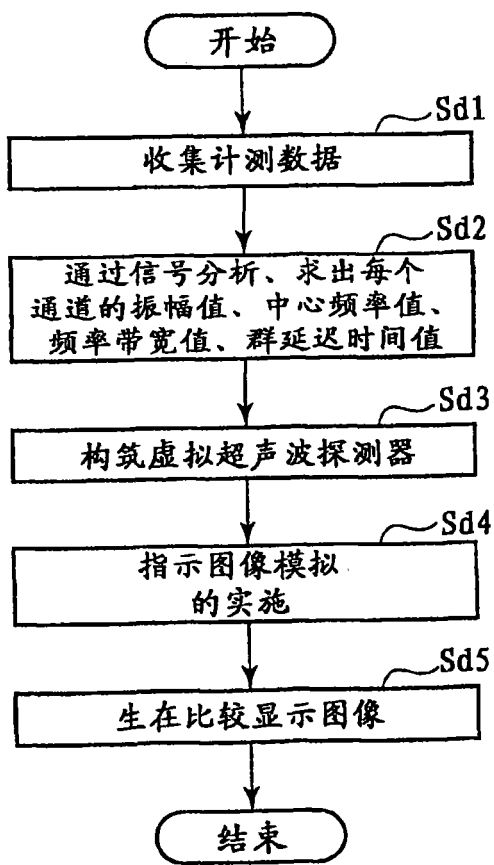 开始
Sd1
收集计测数据
Sd2
通过信号分析、求出每个
通道的振幅值、中心频率值、
频率带宽值、群延迟时间值
Sd3
构筑虚拟超声波探测器
Sd4
指示图像模拟
的实施
Sd5
生在比较显示图像
结束